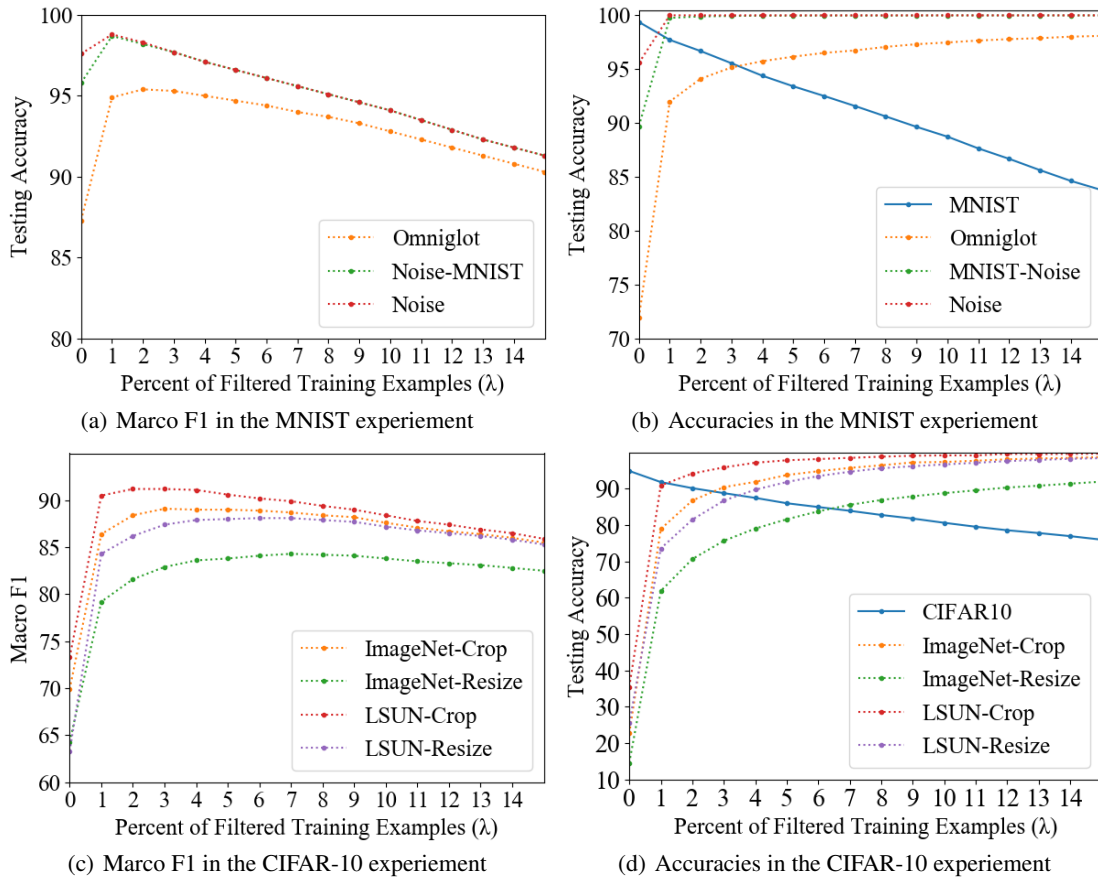 100
95
90
85
80
Testing Accuracy
Omniglot
Noise-MNIST
Noise
0 1 2 3 4 5 6 7 8 9 10 11 12 13 14
Percent of Filtered Training Examples (λ)
(a) Marco F1 in the MNIST experiement
100
95
90
85
80
75
70
Testing Accuracy
MNIST
Omniglot
MNIST-Noise
Noise
0 1 2 3 4 5 6 7 8 9 10 11 12 13 14
Percent of Filtered Training Examples (λ)
(b) Accuracies in the MNIST experiement
90
85
80
75
70
65
60
Macro F1
ImageNet-Crop
ImageNet-Resize
LSUN-Crop
LSUN-Resize
0 1 2 3 4 5 6 7 8 9 10 11 12 13 14
Percent of Filtered Training Examples (λ)
(c) Marco F1 in the CIFAR-10 experiement
90
80
70
60
50
40
30
20
10
Testing Accuracy
CIFAR10
ImageNet-Crop
ImageNet-Resize
LSUN-Crop
LSUN-Resize
0 1 2 3 4 5 6 7 8 9 10 11 12 13 14
Percent of Filtered Training Examples (λ)
(d) Accuracies in the CIFAR-10 experiement